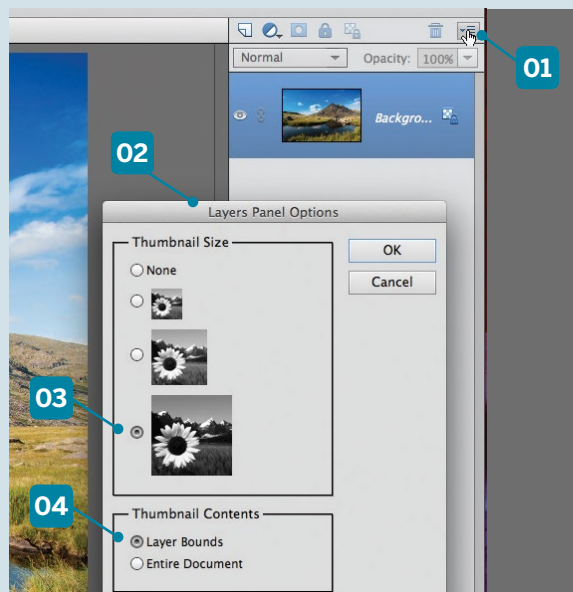 Normal
Opacity: 100%
01
Backgro...
02
Layers Panel Options
Thumbnail Size
OK
None
Cancel
03
04
Thumbnail Contents
Layer Bounds
Entire Document